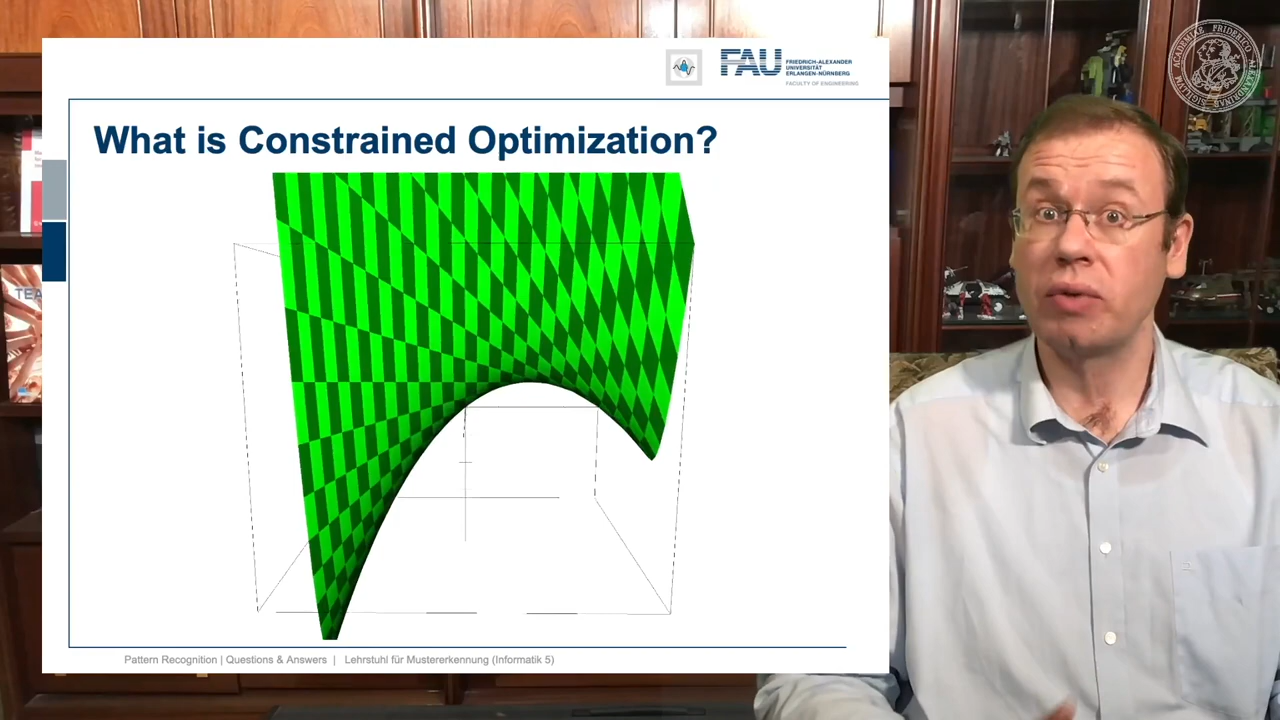 FAU
FRIEDRICH-ALEXANDER
UNIVERSITÄT
ERLANGEN-NÜRNBERG
FACULTY OF ENGINEERING
What is Constrained Optimization?
TEA
Pattern Recognition | Questions & Answers | Lehrstuhl für Mustererkennung (Informatik 5)